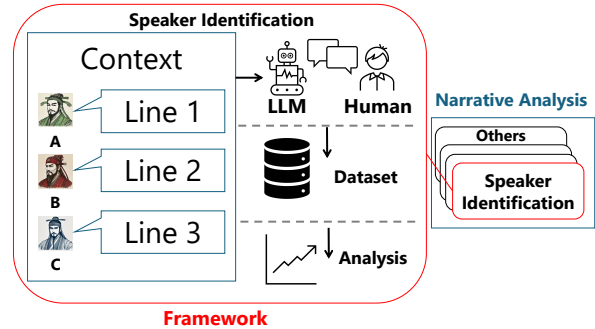 Speaker Identification
Context
Line 1
A
Line 2
B
Line 3
C
LLM
Human
Dataset
Analysis
Framework
Narrative Analysis
Others
Speaker
Identification